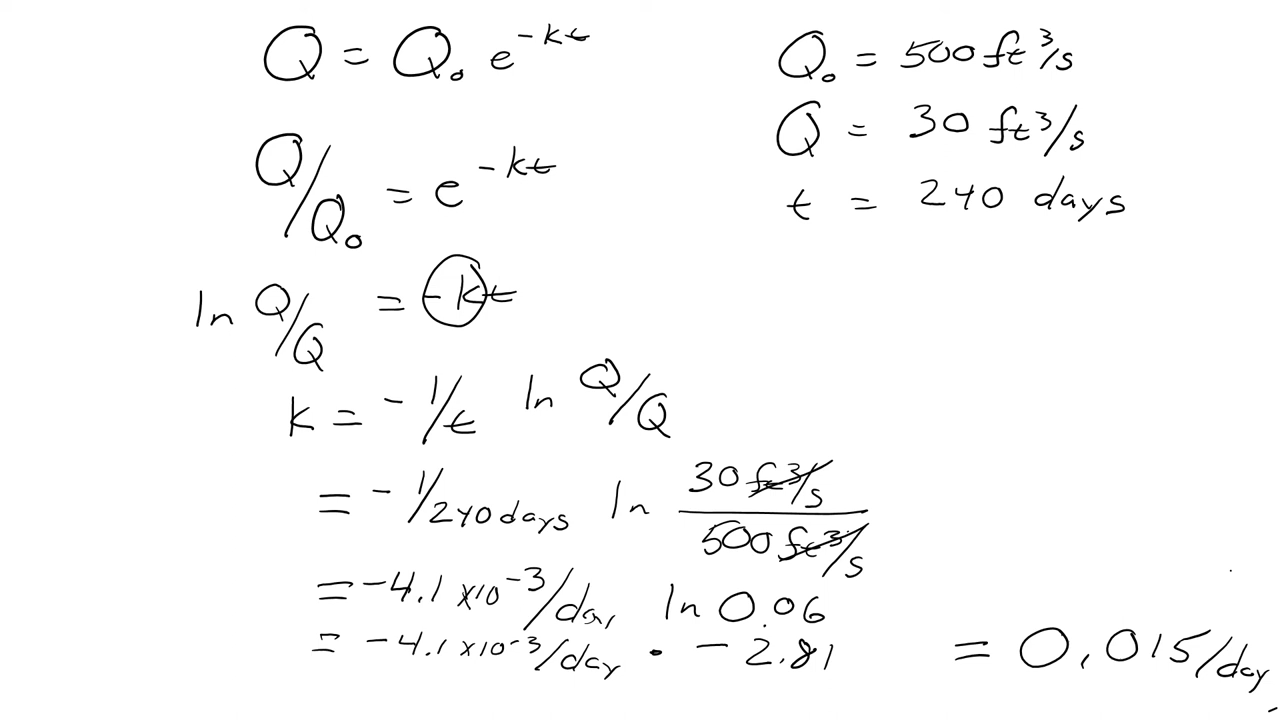 Q = Q₀ e^{-kt}
Q₀ = 500 ft³/s
Q = 30 ft³/s
t = 240 days
Q/Q₀ = e^{-kt}
ln Q/Q = -kt
k = -1/t ln Q/Q
= -1/240 days ln 30 ft³/s / 500 ft³/s
= -4.1 x10^{-3}/day ln 0.06
= -4.1 x10^{-3}/day • -2.81 = 0.015/day